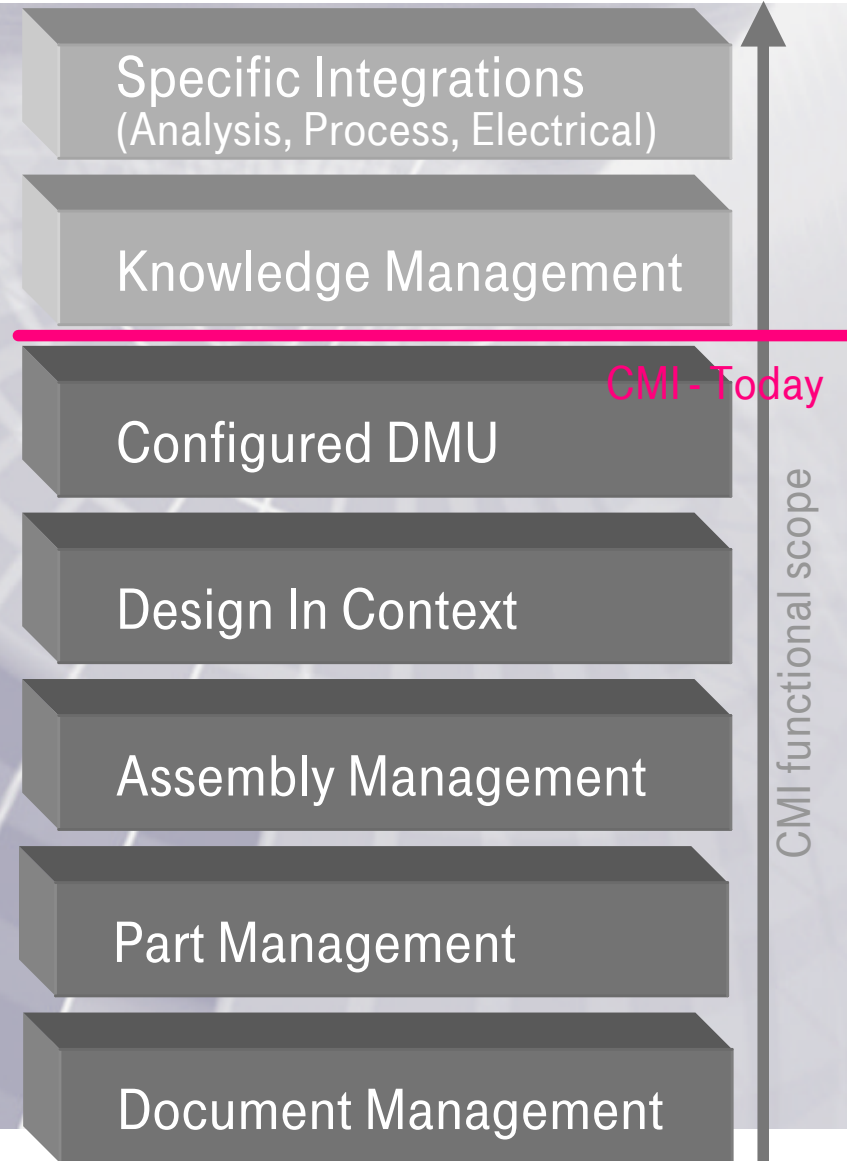 Specific Integrations
(Analysis, Process, Electrical)
Knowledge Management
CMI - Today
Configured DMU
Design In Context
CMI functional scope
Assembly Management
Part Management
Document Management